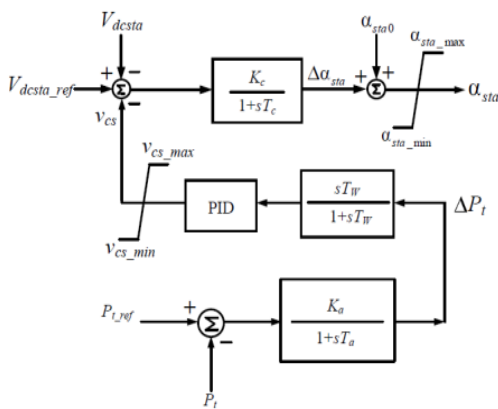 V_dcsta
α_sta0
α_sta_max
V_dcsta_ref
+
−
−
Σ
K_c
1+sT_c
Δα_sta
+
+
Σ
α_sta
α_sta_min
v_cs
v_cs_max
v_cs_min
PID
sT_W
1+sT_W
ΔP_t
P_t_ref
+
−
Σ
K_a
1+sT_a
P_t